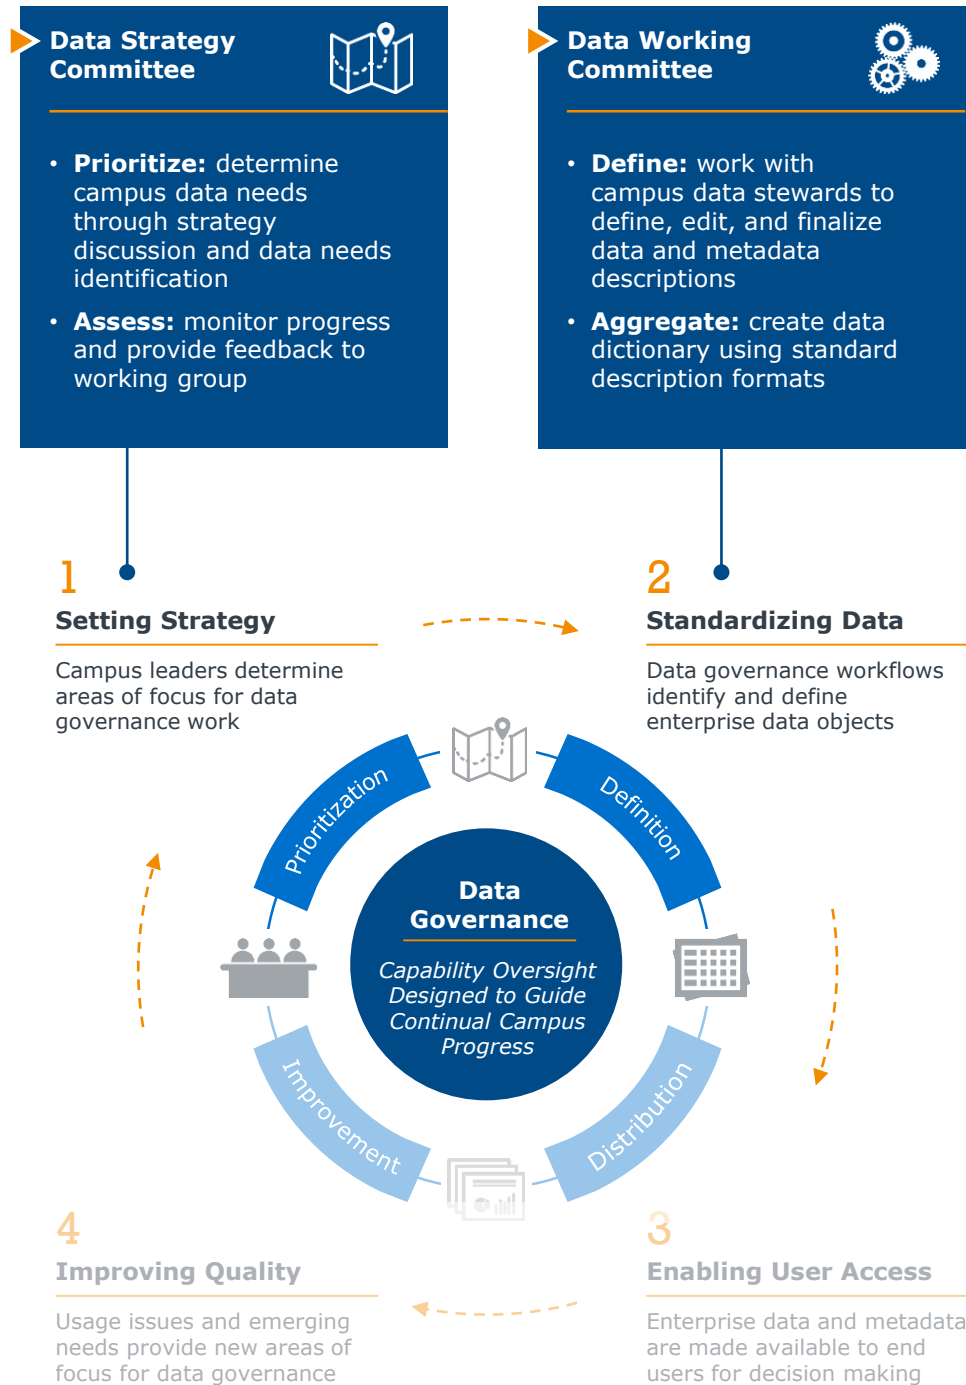 Data Strategy
Committee
• Prioritize: determine
campus data needs
through strategy
discussion and data needs
identification
• Assess: monitor progress
and provide feedback to
working group
Data Working
Committee
• Define: work with
campus data stewards to
define, edit, and finalize
data and metadata
descriptions
• Aggregate: create data
dictionary using standard
description formats
1
Setting Strategy
Campus leaders determine
areas of focus for data
governance work
2
Standardizing Data
Data governance workflows
identify and define
enterprise data objects
Prioritization
Definition
Data
Governance
Capability Oversight
Designed to Guide
Continual Campus
Progress
Improvement
Distribution
4
Improving Quality
Usage issues and emerging
needs provide new areas of
focus for data governance
3
Enabling User Access
Enterprise data and metadata
are made available to end
users for decision making